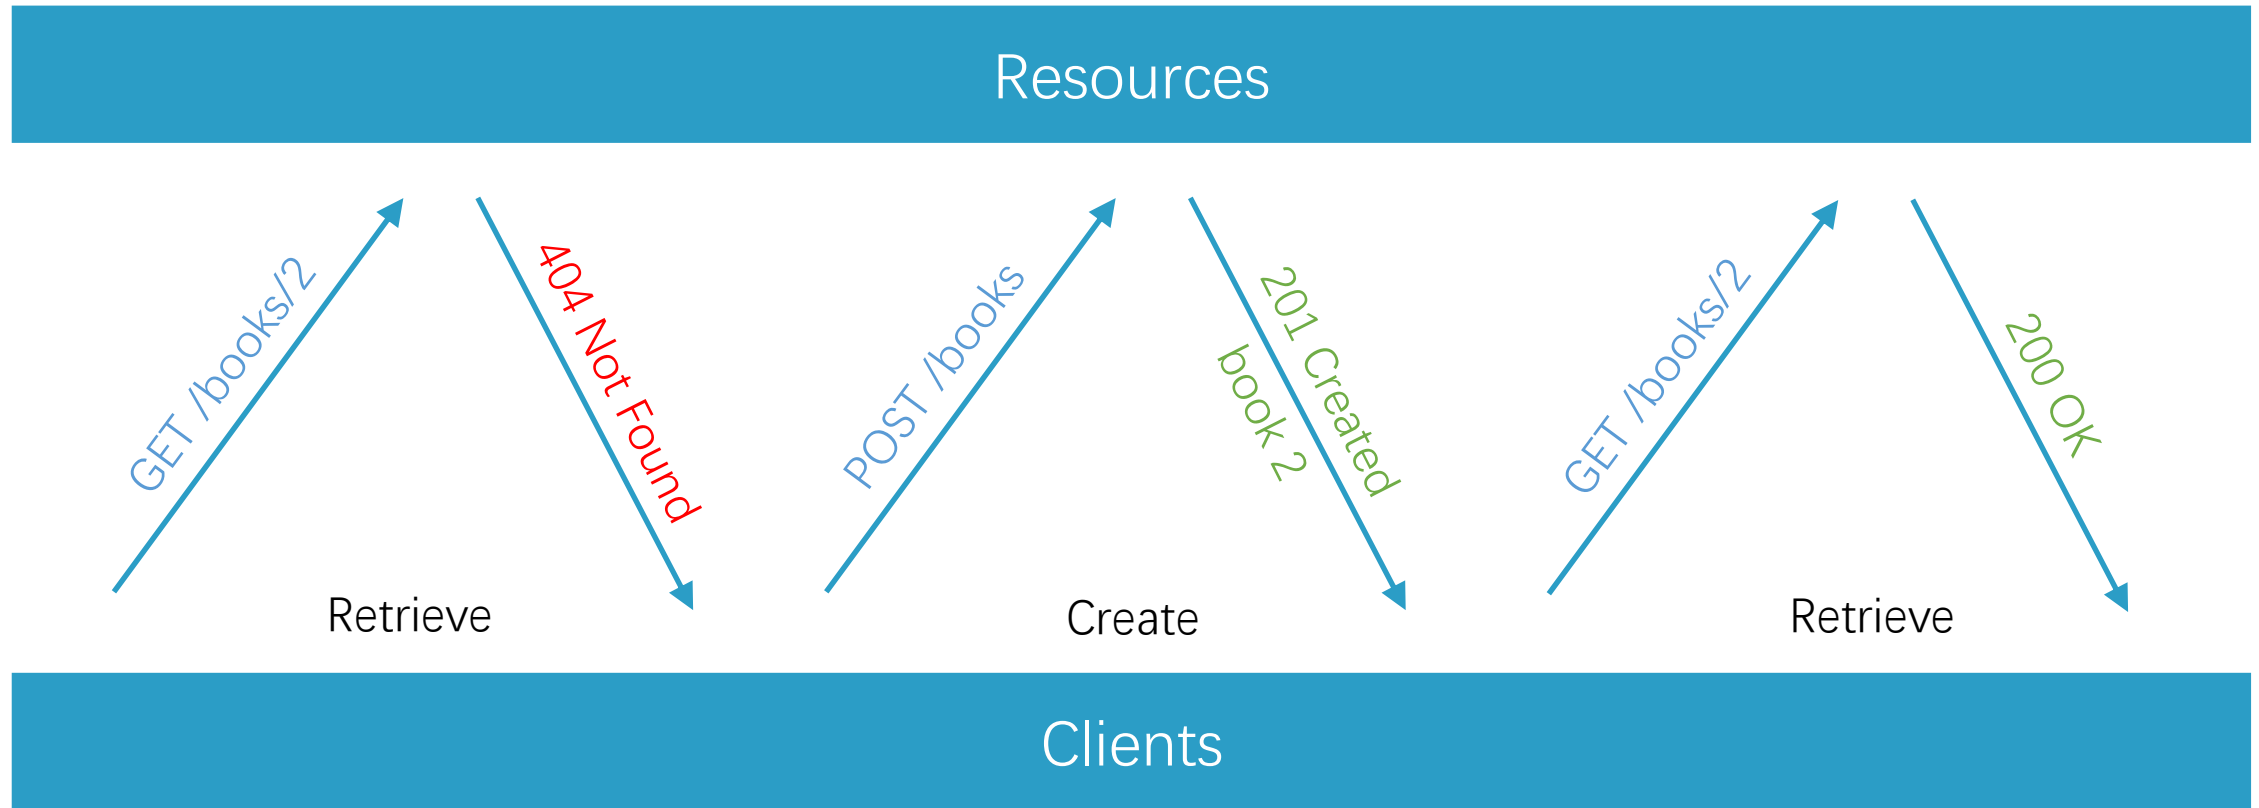 Resources
GET /books/2
404 Not Found
Retrieve
POST /books
201 Created
book 2
Create
GET /books/2
200 OK
Retrieve
Clients